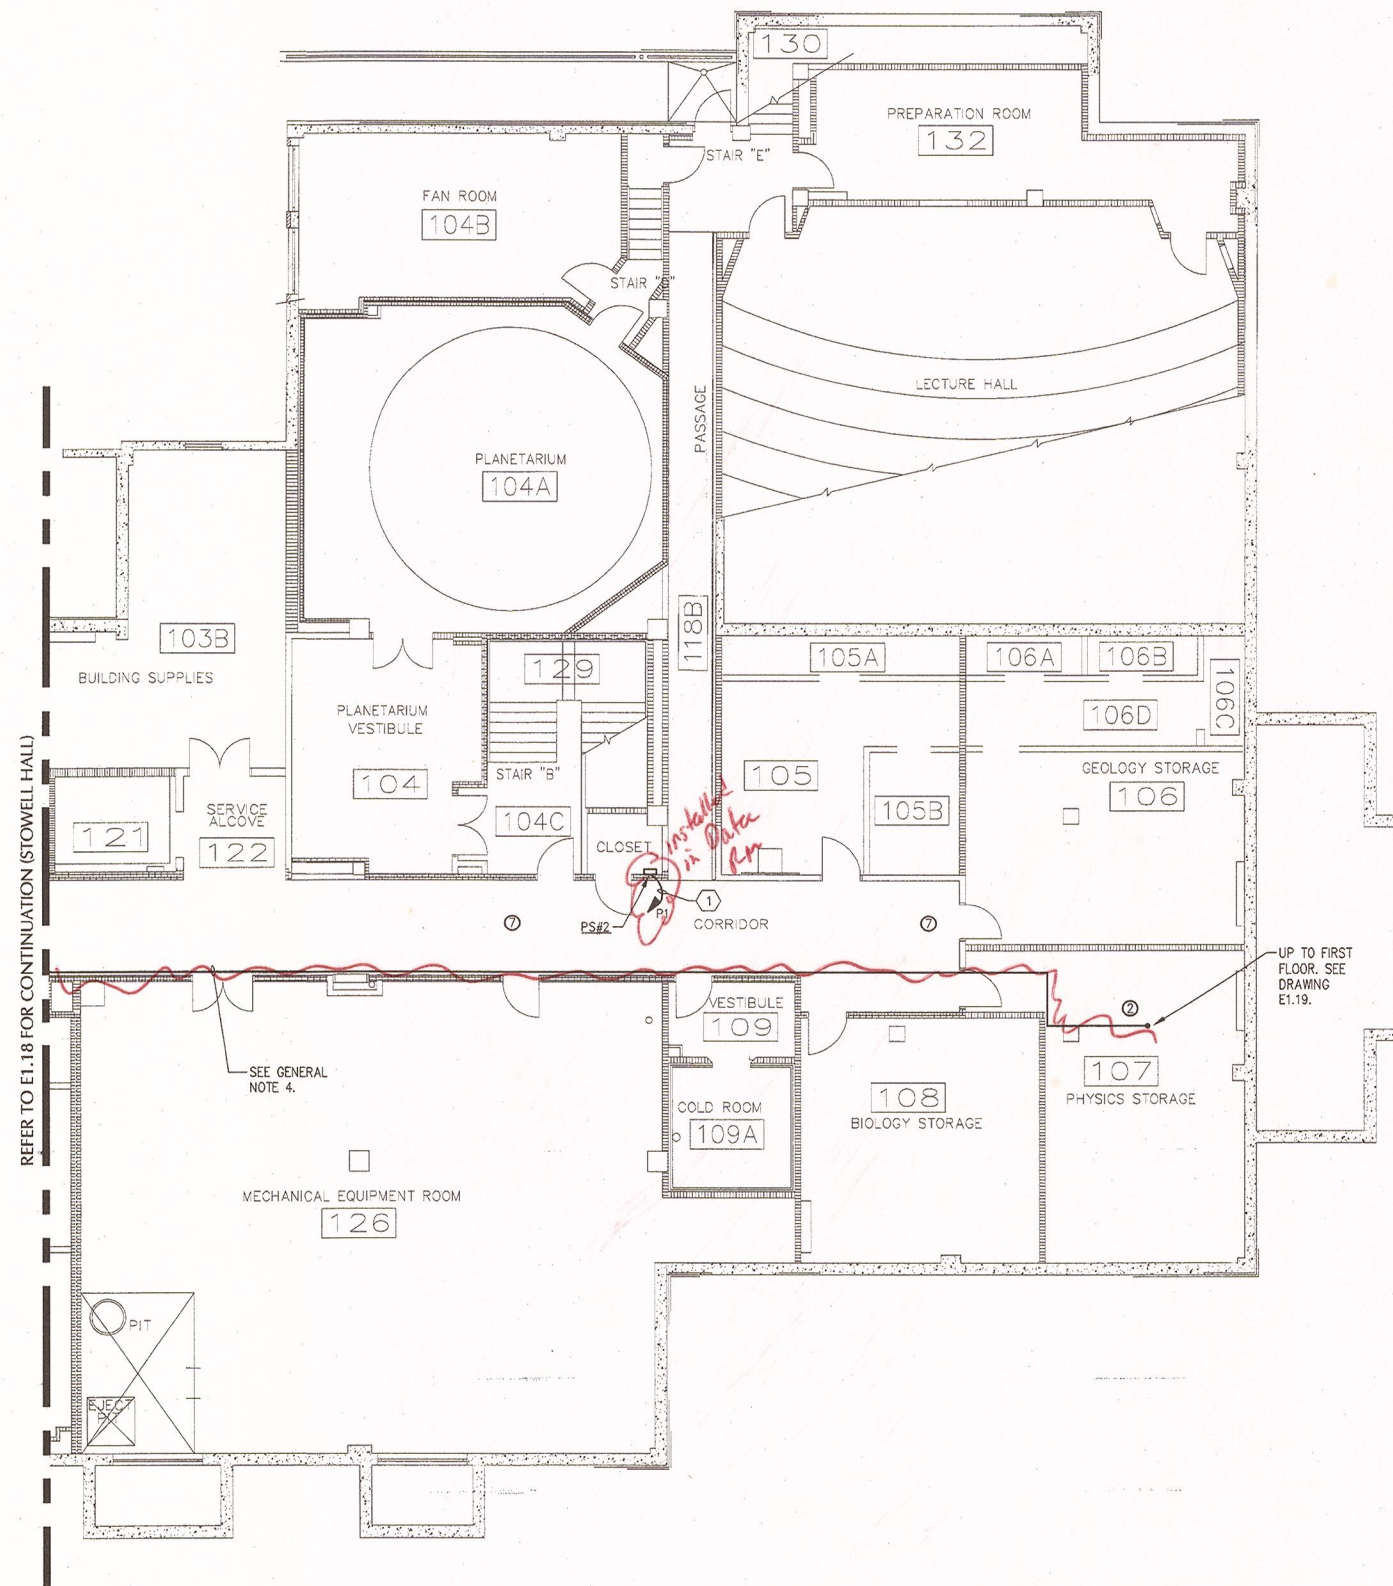 130
PREPARATION ROOM
132
STAIR "E"
FAN ROOM
104B
STAIR
LECTURE HALL
PASSAGE
PLANETARIUM
104A
118B
103B
BUILDING SUPPLIES
129
105A
106A
106B
106C
106D
PLANETARIUM
VESTIBULE
104
STAIR "B"
104C
105
105B
GEOLOGY STORAGE
106
121
SERVICE
ALCOVE
122
CLOSET
installed
in Data
Rm
1
P1
PS#2
CORRIDOR
7
7
REFER TO E1.18 FOR CONTINUATION (STOWELL HALL)
UP TO FIRST
FLOOR. SEE
DRAWING
E1.19.
2
VESTIBULE
109
SEE GENERAL
NOTE 4.
107
PHYSICS STORAGE
108
BIOLOGY STORAGE
COLD ROOM
109A
MECHANICAL EQUIPMENT ROOM
126
PIT
EJECT
PIT